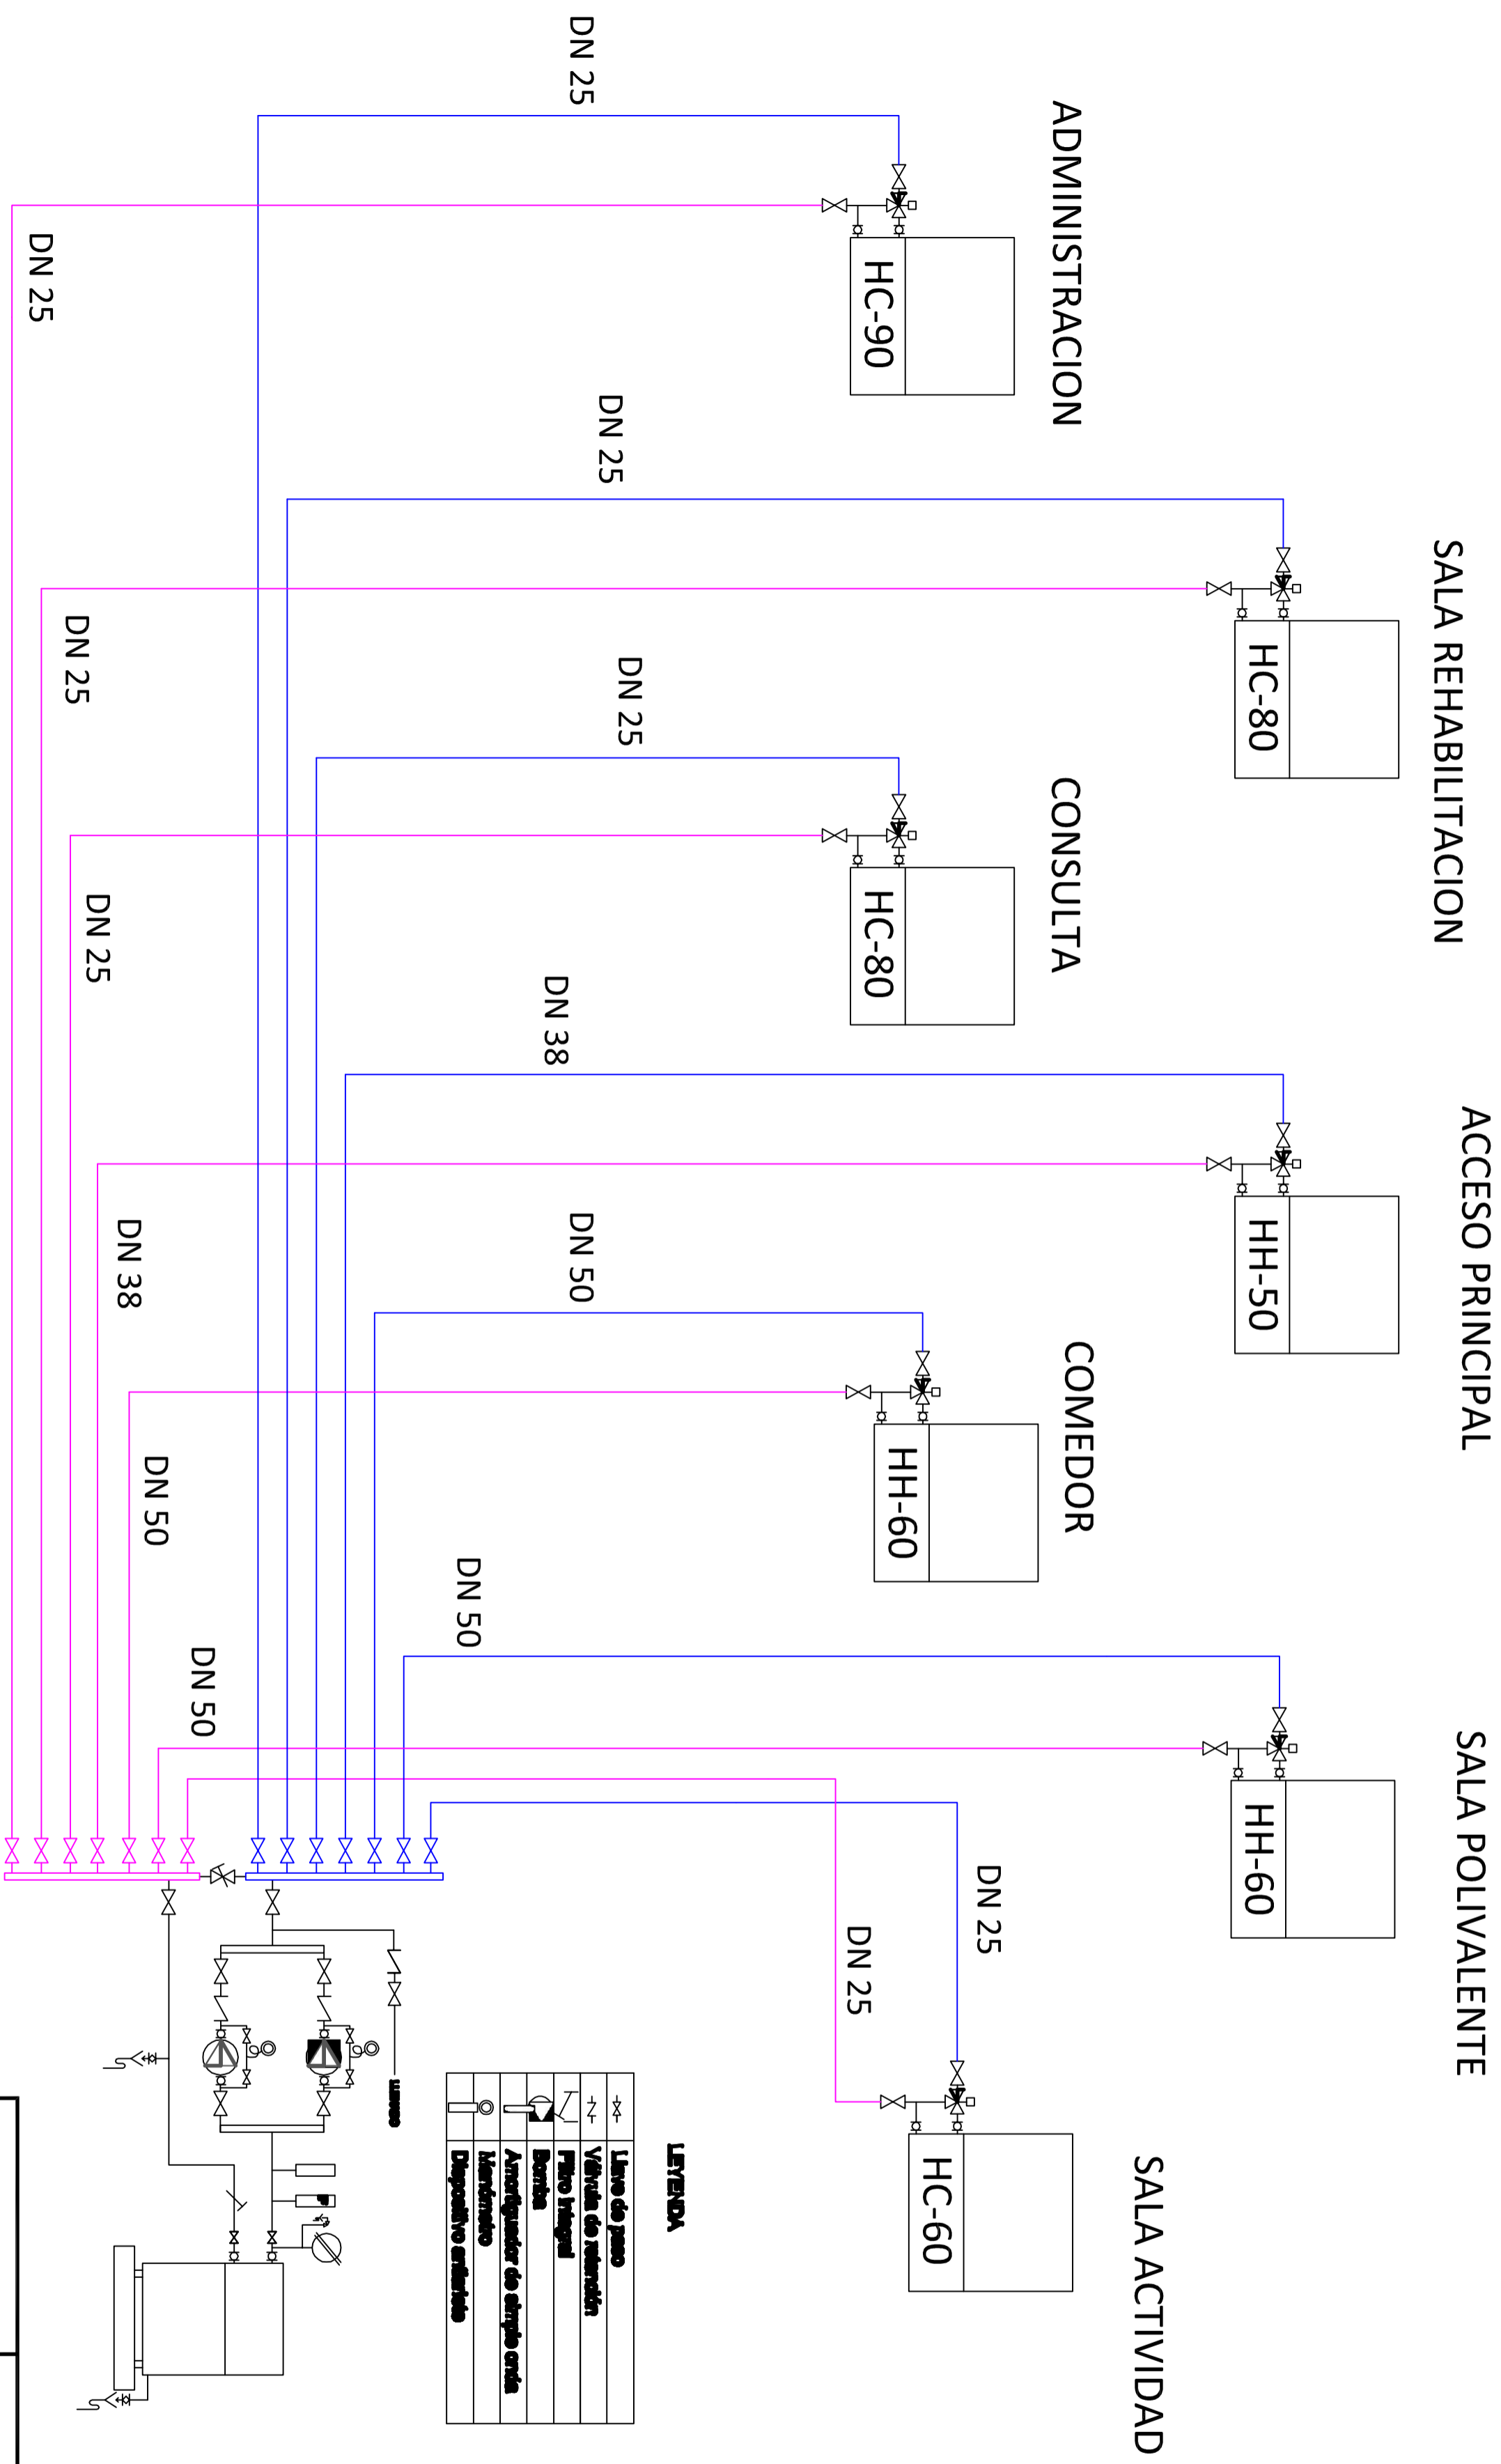 SALA REHABILITACION
ACCESO PRINCIPAL
SALA POLIVALENTE
HC-80
HH-50
HH-60
ADMINISTRACION
CONSULTA
COMEDOR
SALA ACTIVIDAD
HC-90
HC-80
HH-60
HC-60
DN 25
DN 25
DN 25
DN 38
DN 50
DN 50
DN 25
DN 25
DN 25
DN 25
DN 25
DN 38
DN 50
DN 50
LEYENDA
Llave de paso
Válvula de retención
Filtro integral
Bomba
Amortiguador de simple onda
Manómetro
Dispositivo antiariete
LLENADO